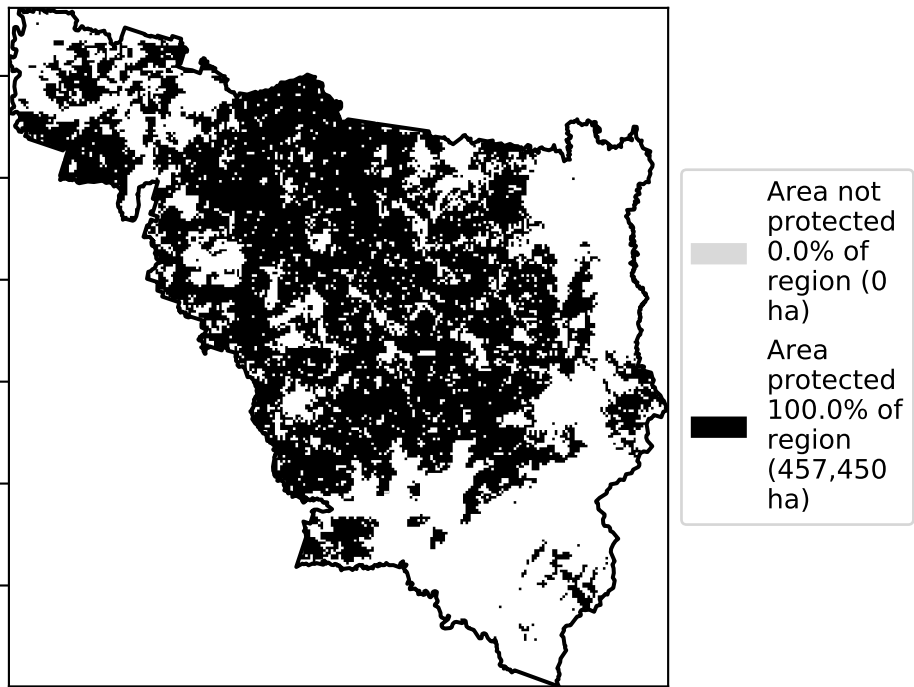 Area not
protected
0.0% of
region (0
ha)
Area
protected
100.0% of
region
(457,450
ha)